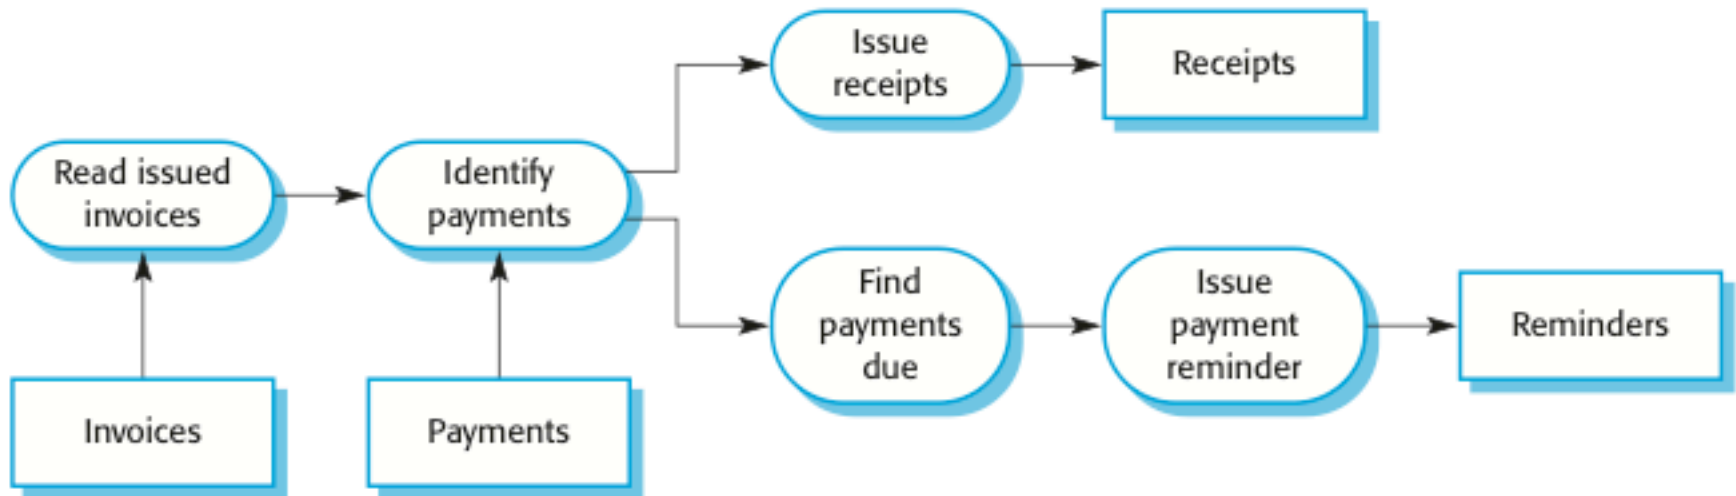 Issue
receipts
Receipts
Read issued
invoices
Identify
payments
Find
payments
due
Issue
payment
reminder
Reminders
Invoices
Payments